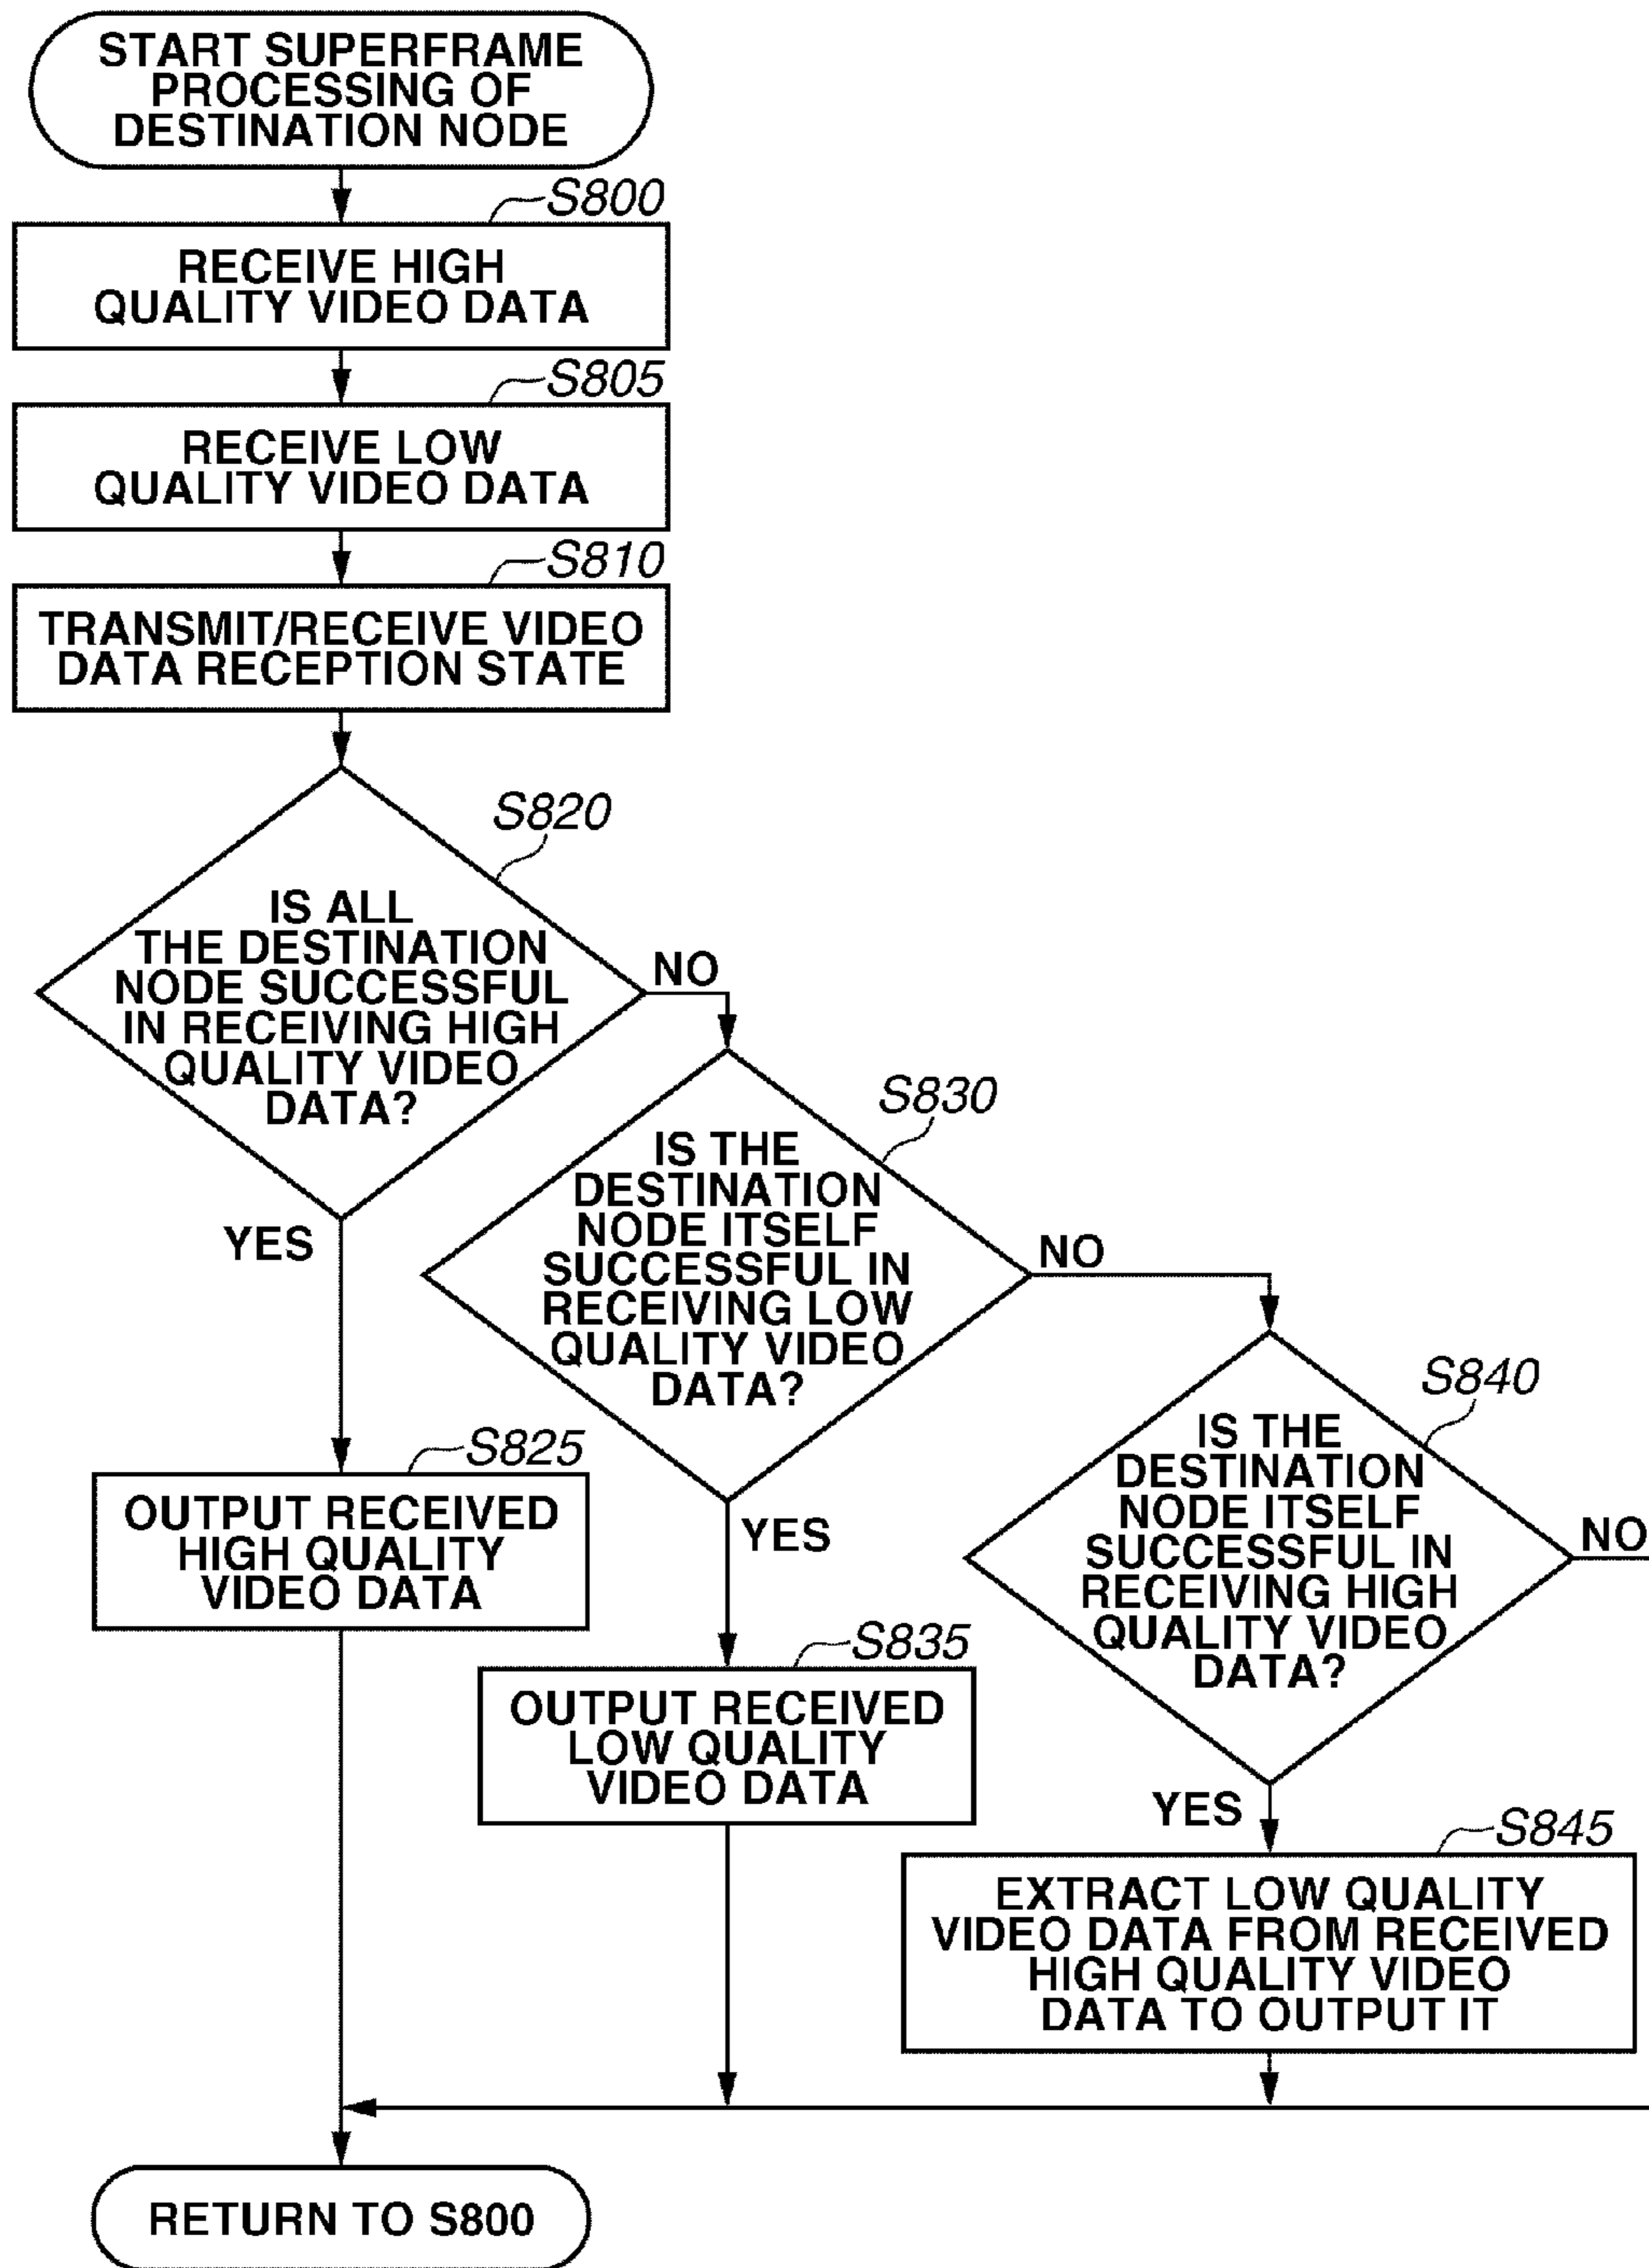 START SUPERFRAME
PROCESSING OF
DESTINATION NODE
S800
RECEIVE HIGH
QUALITY VIDEO DATA
S805
RECEIVE LOW
QUALITY VIDEO DATA
S810
TRANSMIT/RECEIVE VIDEO
DATA RECEPTION STATE
S820
IS ALL
THE DESTINATION
NODE SUCCESSFUL
IN RECEIVING HIGH
QUALITY VIDEO
DATA?
NO
YES
S830
IS THE
DESTINATION
NODE ITSELF
SUCCESSFUL IN
RECEIVING LOW
QUALITY VIDEO
DATA?
NO
YES
S840
IS THE
DESTINATION
NODE ITSELF
SUCCESSFUL IN
RECEIVING HIGH
QUALITY VIDEO
DATA?
NO
YES
S825
OUTPUT RECEIVED
HIGH QUALITY
VIDEO DATA
S835
OUTPUT RECEIVED
LOW QUALITY
VIDEO DATA
S845
EXTRACT LOW QUALITY
VIDEO DATA FROM RECEIVED
HIGH QUALITY VIDEO
DATA TO OUTPUT IT
RETURN TO S800